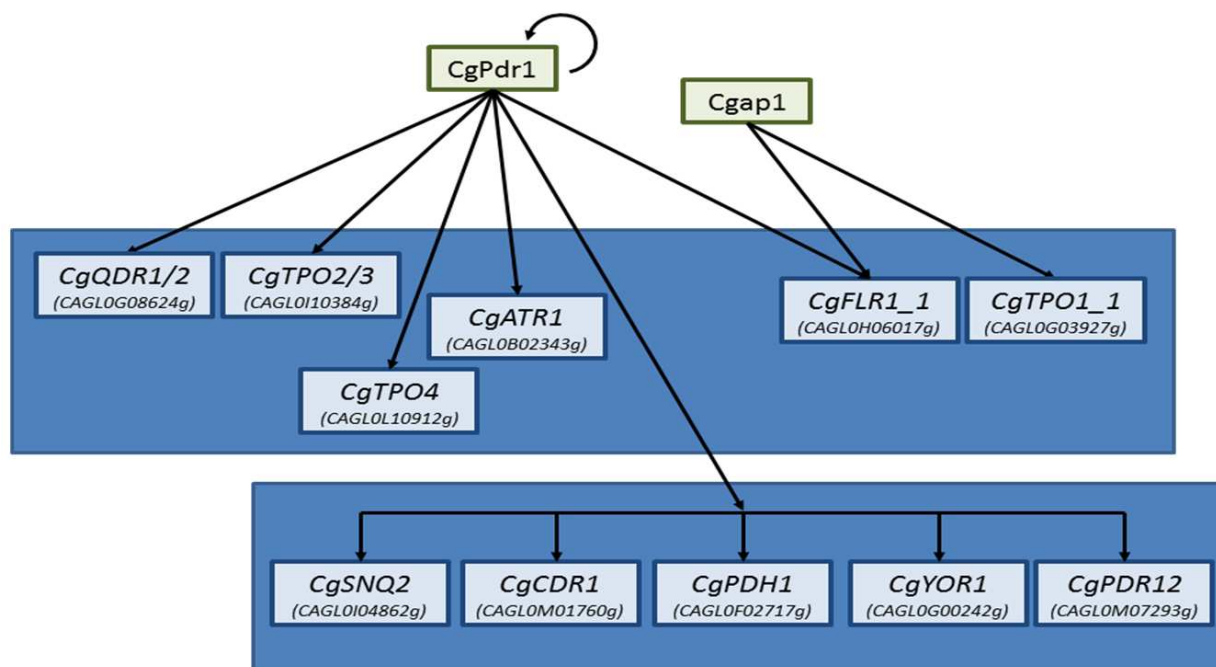 CgPdr1
Cgap1
CgQDR1/2
(CAGL0G08624g)
CgTPO2/3
(CAGL0I10384g)
CgATR1
(CAGL0B02343g)
CgTPO4
(CAGL0L10912g)
CgFLR1_1
(CAGL0H06017g)
CgTPO1_1
(CAGL0G03927g)
CgSNQ2
(CAGL0I04862g)
CgCDR1
(CAGL0M01760g)
CgPDH1
(CAGL0F02717g)
CgYOR1
(CAGL0G00242g)
CgPDR12
(CAGL0M07293g)